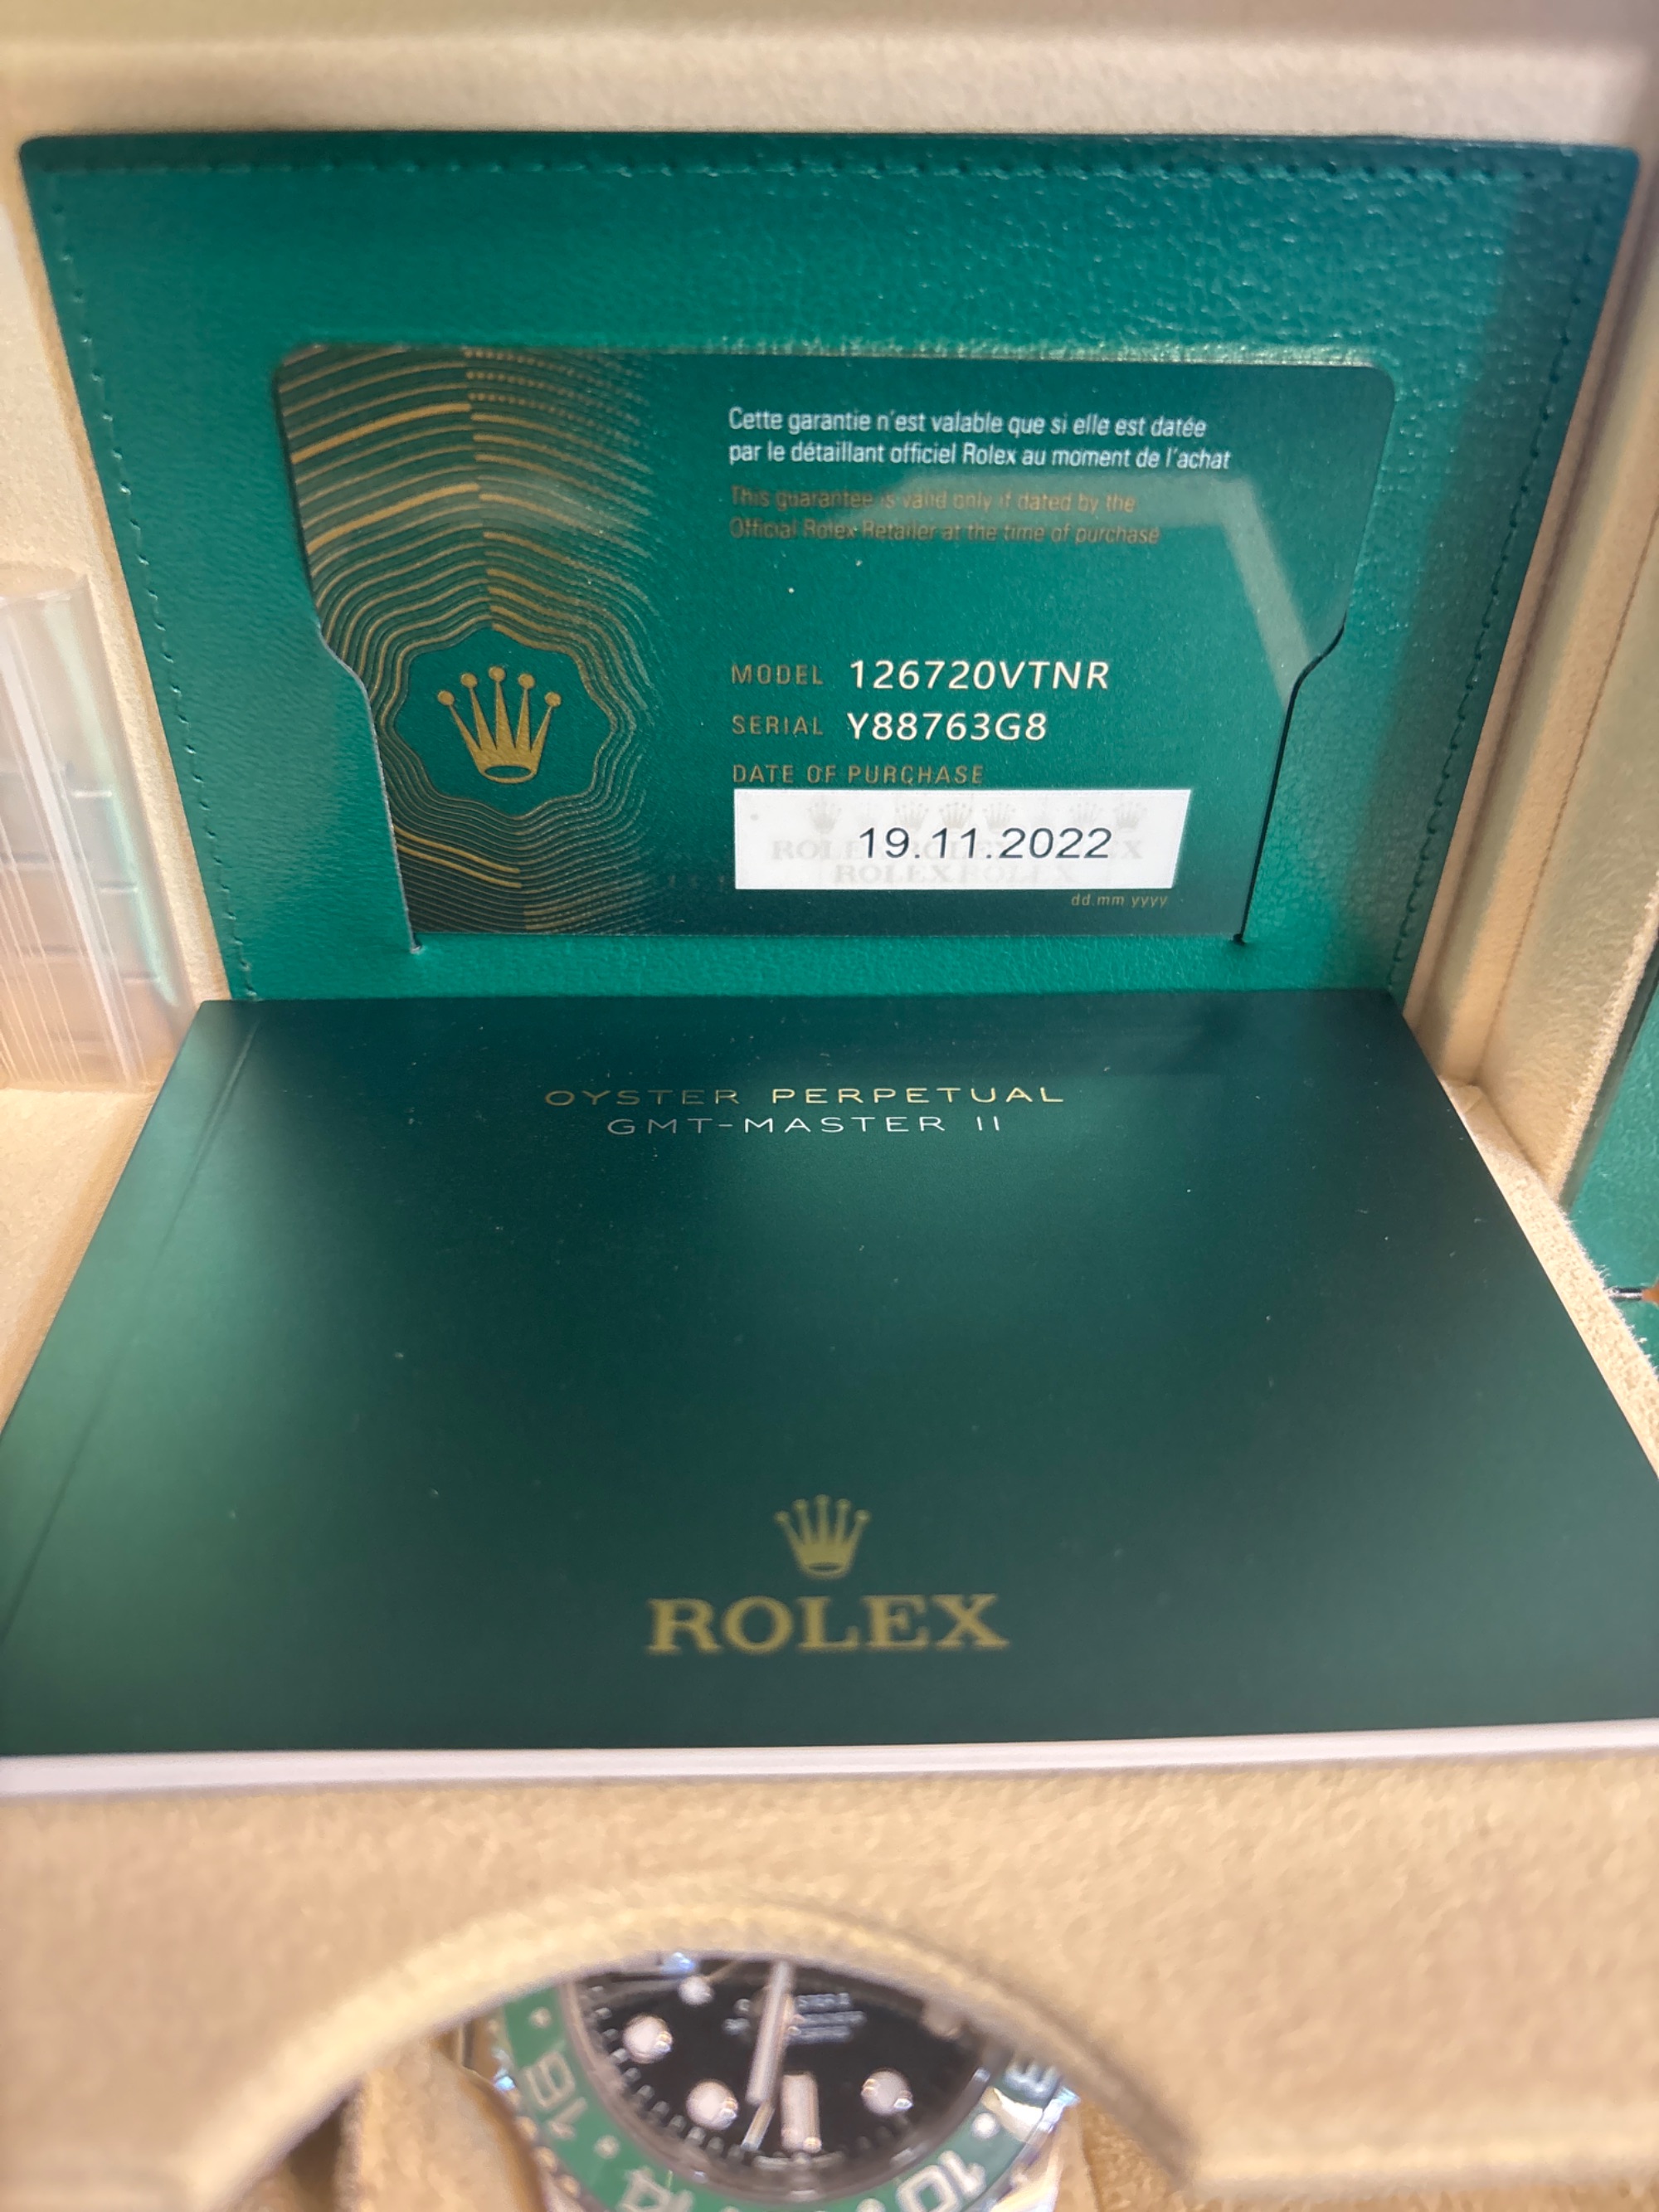 Cette garantie n'est valable que si elle est datée
par le détaillant officiel Rolex au moment de l'achat
This guarantee is valid only if dated by the
Official Rolex Retailer at the time of purchase
MODEL 126720VTNR
SERIAL Y88763G8
DATE OF PURCHASE
19.11.2022
dd.mm yyyy
OYSTER PERPETUAL
GMT-MASTER II
ROLEX
18
10